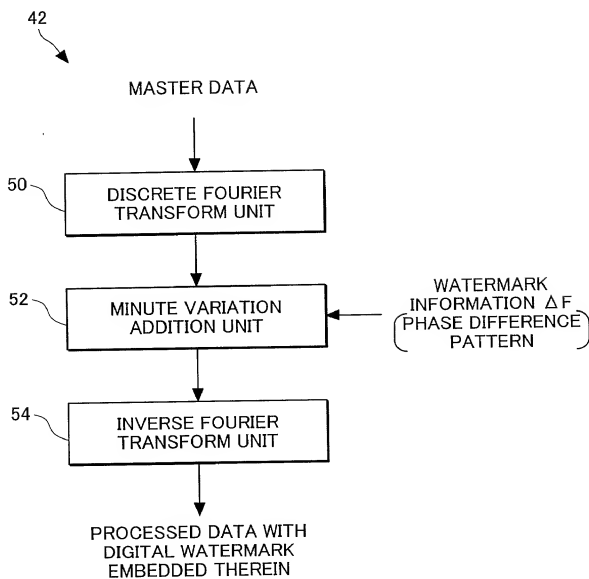 42
MASTER DATA
50
DISCRETE FOURIER
TRANSFORM UNIT
52
MINUTE VARIATION
ADDITION UNIT
WATERMARK
INFORMATION ΔF
(PHASE DIFFERENCE
PATTERN)
54
INVERSE FOURIER
TRANSFORM UNIT
PROCESSED DATA WITH
DIGITAL WATERMARK
EMBEDDED THEREIN